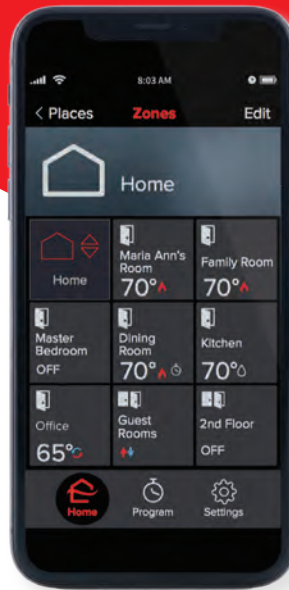 8:03 AM
< Places Zones Edit
Home
Home
Maria Ann's
Room
70°
Family Room
70°
Master
Bedroom
OFF
Dining
Room
70°
Kitchen
70°
Office
65°
Guest
Rooms
2nd Floor
OFF
Home Program Settings